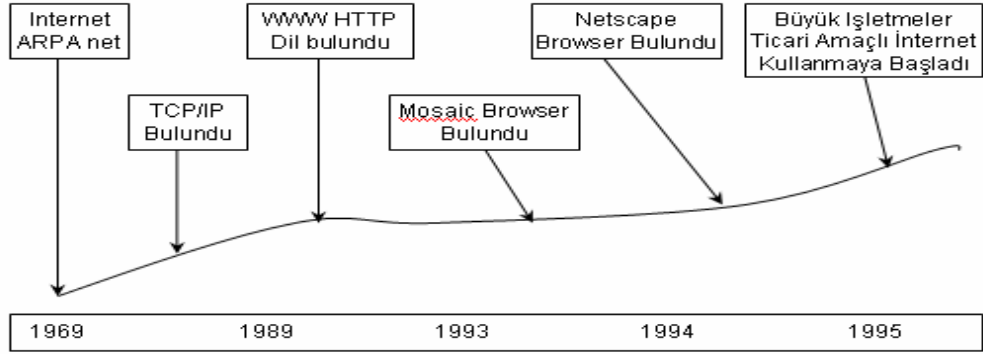 Internet
ARPA net
WWW HTTP
Dil bulundu
Netscape
Browser Bulundu
Büyük Işletmeler
Ticari Amaçlı İnternet
Kullanmaya Başladı
TCP/IP
Bulundu
Mosaic Browser
Bulundu
1969 1989 1993 1994 1995